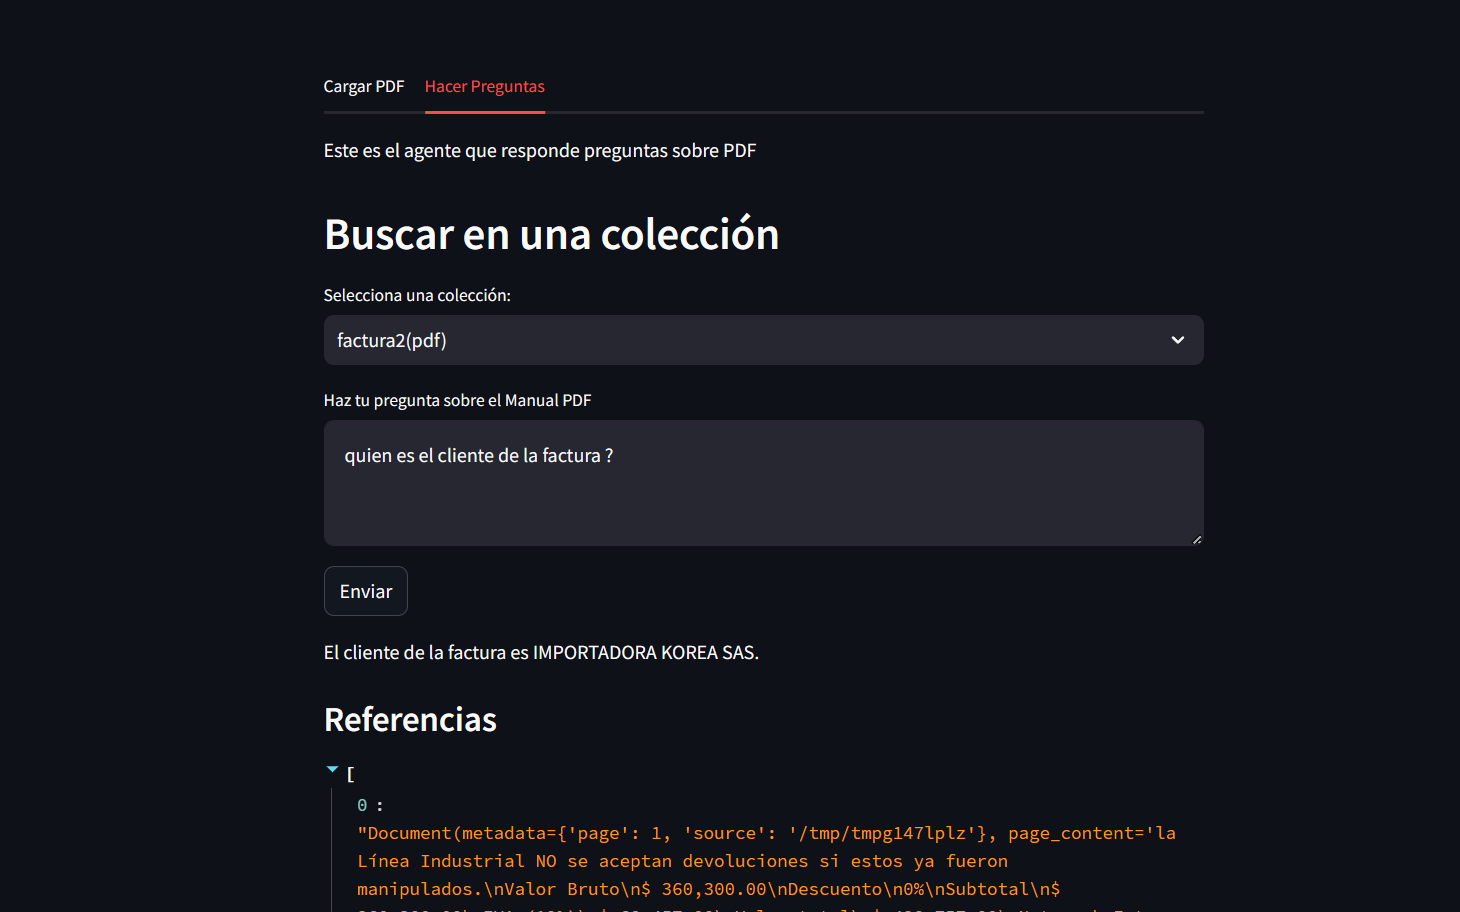 Cargar PDF Hacer Preguntas
Este es el agente que responde preguntas sobre PDF
Buscar en una colección
Selecciona una colección:
factura2(pdf)
Haz tu pregunta sobre el Manual PDF
quien es el cliente de la factura ?
Enviar
El cliente de la factura es IMPORTADORA KOREA SAS.
Referencias
[
0 :
"Document(metadata={'page': 1, 'source': '/tmp/tmpg147lplz'}, page_content='la
Línea Industrial NO se aceptan devoluciones si estos ya fueron
manipulados.\nValor Bruto\n$ 360,300.00\nDescuento\n0%\nSubtotal\n$